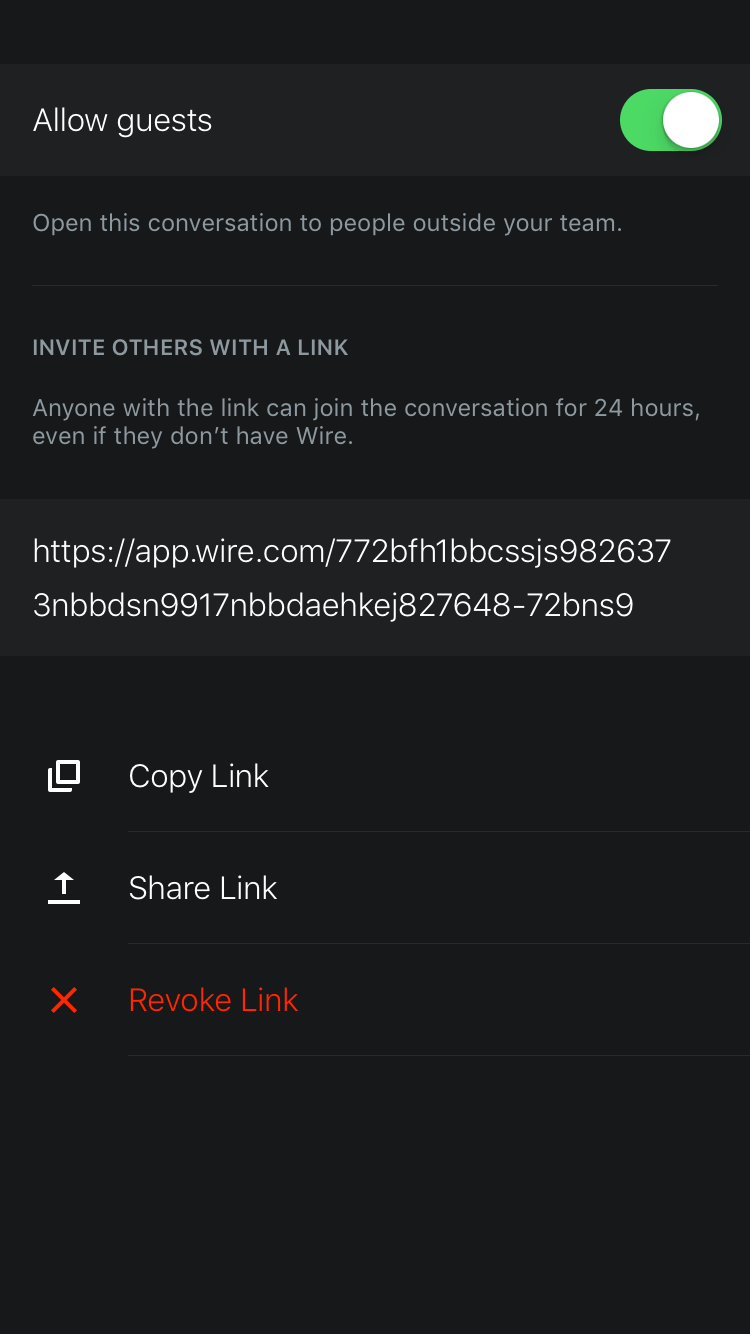 Allow guests
Open this conversation to people outside your team.
INVITE OTHERS WITH A LINK
Anyone with the link can join the conversation for 24 hours,
even if they don’t have Wire.
https://app.wire.com/772bfh1bbcssjs982637
3nbbdsn9917nbbdaehkej827648-72bns9
Copy Link
Share Link
Revoke Link